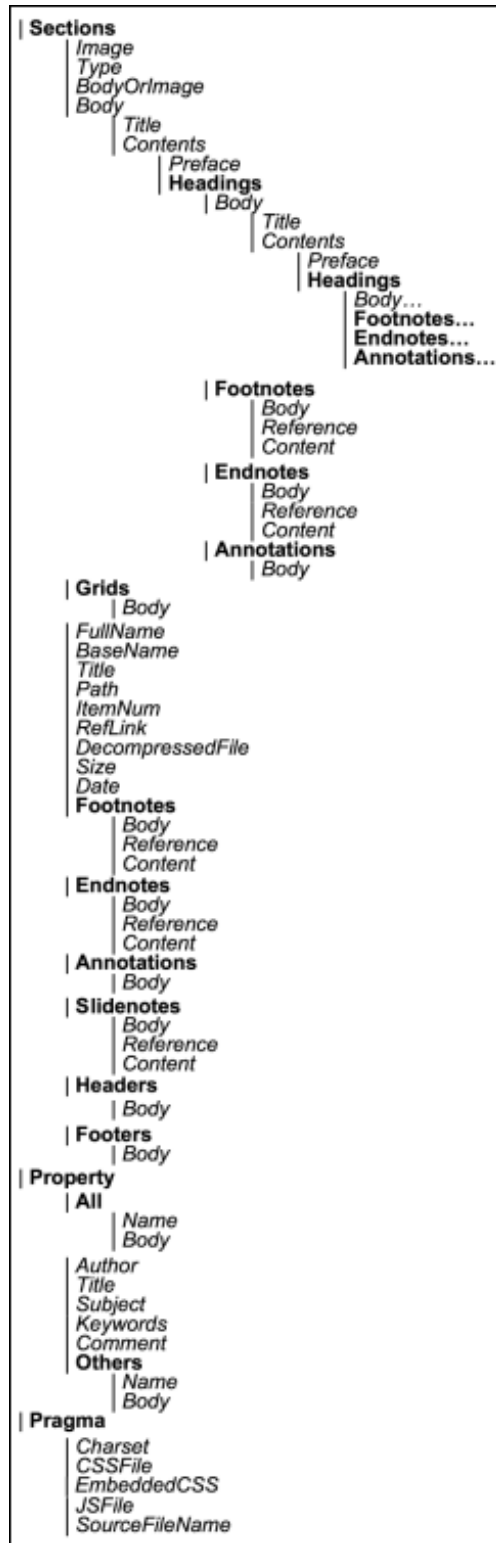 | Sections
| Image
| Type
| BodyOrImage
| Body
| Title
| Contents
| Preface
| Headings
| Body
| Title
| Contents
| Preface
| Headings
| Body…
| Footnotes…
| Endnotes…
| Annotations…
| Footnotes
| Body
| Reference
| Content
| Endnotes
| Body
| Reference
| Content
| Annotations
| Body
| Grids
| Body
| FullName
| BaseName
| Title
| Path
| ItemNum
| RefLink
| DecompressedFile
| Size
| Date
| Footnotes
| Body
| Reference
| Content
| Endnotes
| Body
| Reference
| Content
| Annotations
| Body
| Slidenotes
| Body
| Reference
| Content
| Headers
| Body
| Footers
| Body
| Property
| All
| Name
| Body
| Author
| Title
| Subject
| Keywords
| Comment
| Others
| Name
| Body
| Pragma
| Charset
| CSSFile
| EmbeddedCSS
| JSFile
| SourceFileName